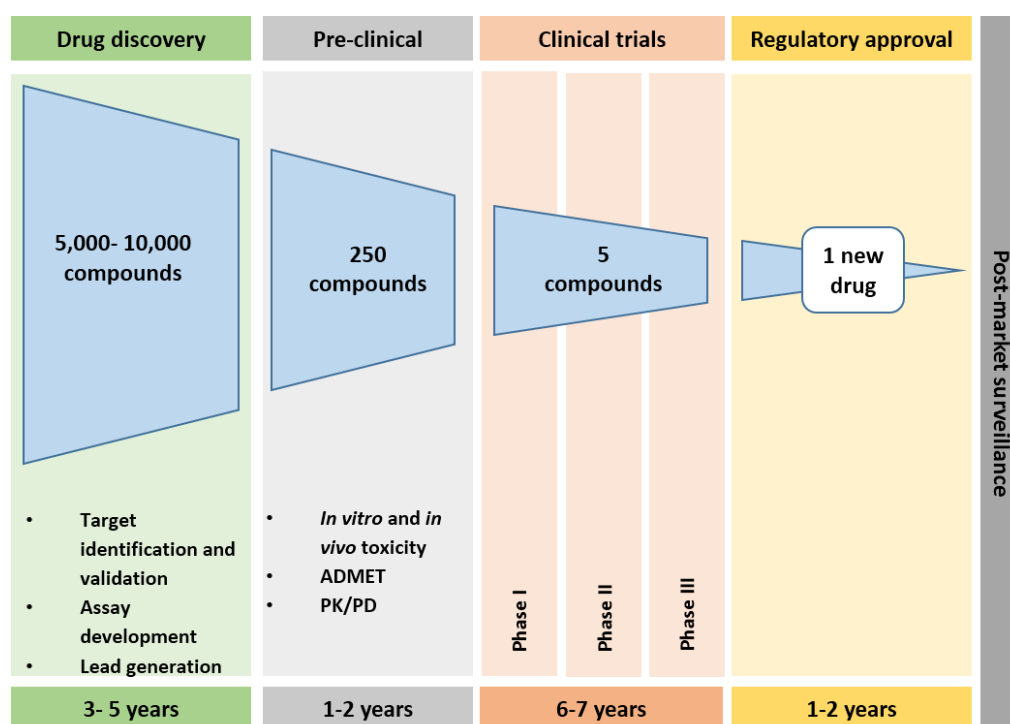 Drug discovery
Pre-clinical
Clinical trials
Regulatory approval
5,000- 10,000
compounds
250
compounds
5
compounds
1 new
drug
Post-market surveillance
• Target
identification and
validation
• Assay
development
• Lead generation
• In vitro and in
vivo toxicity
• ADMET
• PK/PD
Phase I
Phase II
Phase III
3- 5 years
1-2 years
6-7 years
1-2 years